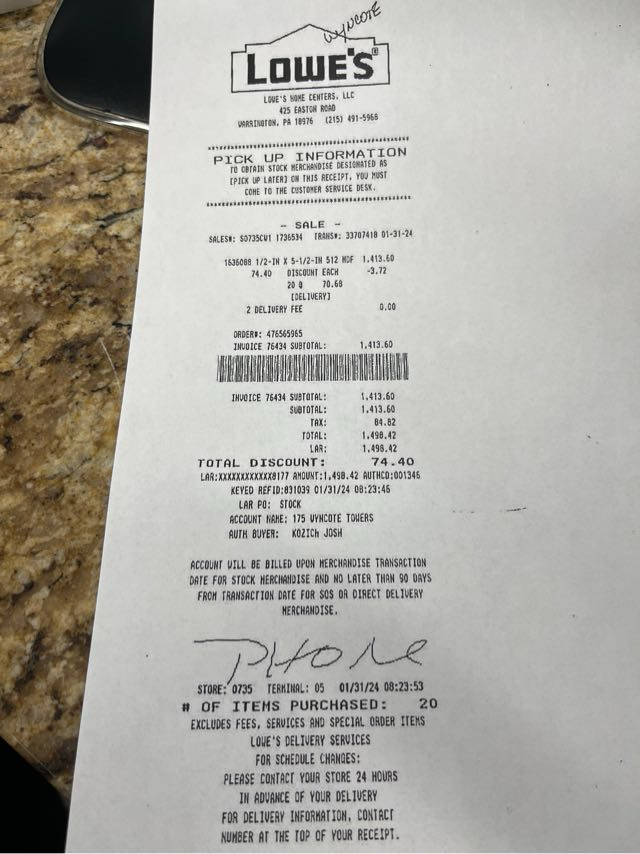 WYNCOTE
LOWE'S®
LOWE'S HOME CENTERS, LLC
425 EASTON ROAD
WARRINGTON, PA 18976 (215) 491-5966
PICK UP INFORMATION
TO OBTAIN STOCK MERCHANDISE DESIGNATED AS
[PICK UP LATER] ON THIS RECEIPT, YOU MUST
COME TO THE CUSTOMER SERVICE DESK.
- SALE -
SALES#: S0735CW1 1736534 TRANS#: 33707418 01-31-24
1636088 1/2-IN X 5-1/2-IN 512 MDF 1,413.60
74.40 DISCOUNT EACH -3.72
20 @ 70.68
[DELIVERY]
2 DELIVERY FEE 0.00
ORDER#: 476565965
INVOICE 76434 SUBTOTAL: 1,413.60
INVOICE 76434 SUBTOTAL: 1,413.60
SUBTOTAL: 1,413.60
TAX: 84.82
TOTAL: 1,498.42
LAR: 1,498.42
TOTAL DISCOUNT: 74.40
LAR:XXXXXXXXXXXX8177 AMOUNT:1,498.42 AUTHCD:001346
KEYED REFID:831039 01/31/24 08:23:46
LAR PO: STOCK
ACCOUNT NAME: 175 WYNCOTE TOWERS
AUTH BUYER: KOZICH JOSH
ACCOUNT WILL BE BILLED UPON MERCHANDISE TRANSACTION
DATE FOR STOCK MERCHANDISE AND NO LATER THAN 90 DAYS
FROM TRANSACTION DATE FOR SOS OR DIRECT DELIVERY
MERCHANDISE.
PHONE
STORE: 0735 TERMINAL: 05 01/31/24 08:23:53
# OF ITEMS PURCHASED: 20
EXCLUDES FEES, SERVICES AND SPECIAL ORDER ITEMS
LOWE'S DELIVERY SERVICES
FOR SCHEDULE CHANGES:
PLEASE CONTACT YOUR STORE 24 HOURS
IN ADVANCE OF YOUR DELIVERY
FOR DELIVERY INFORMATION, CONTACT
NUMBER AT THE TOP OF YOUR RECEIPT.